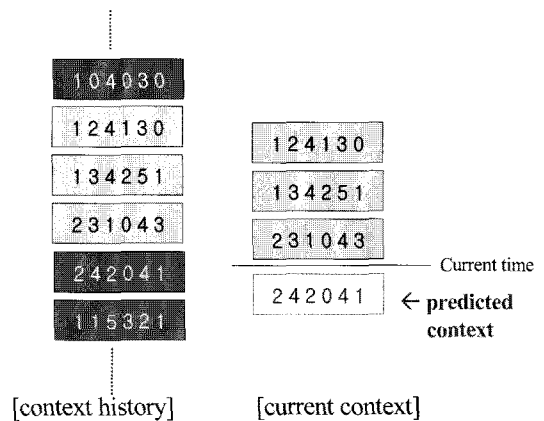 104030
124130
134251
231043
242041
115321
[context history]
124130
134251
231043
Current time
242041
← predicted
context
[current context]